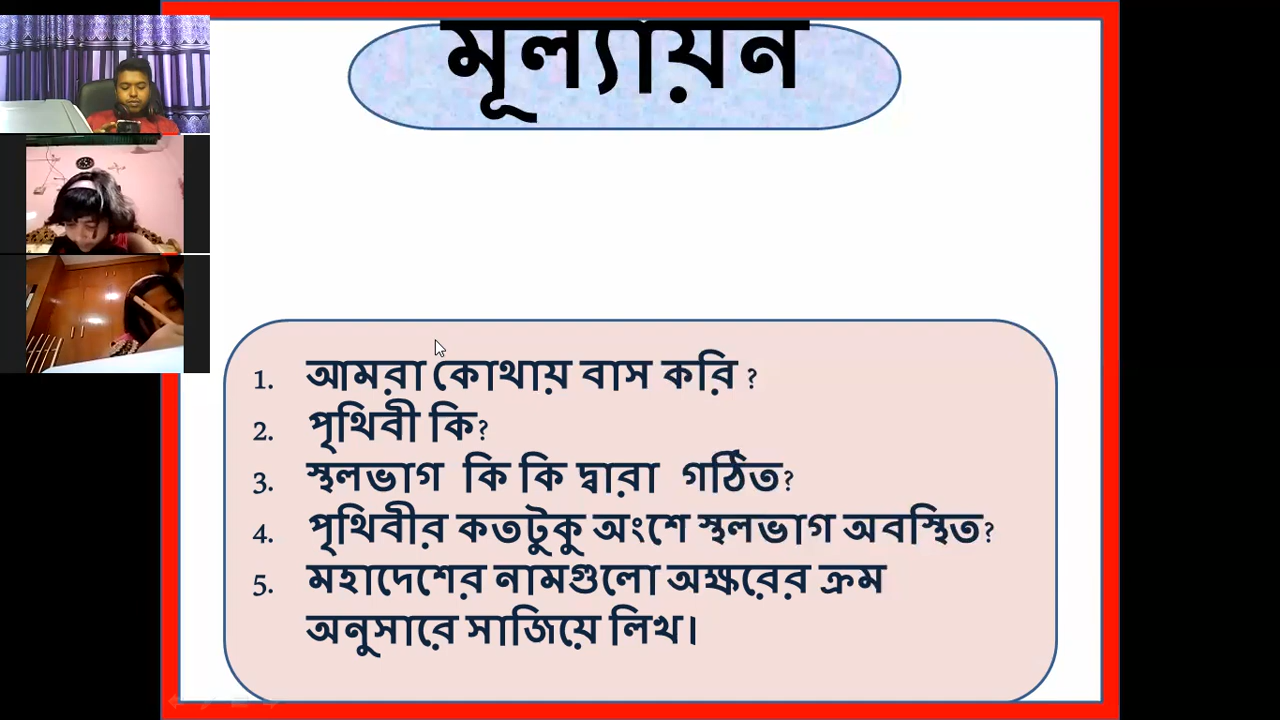 মূল্যায়ন
1. আমরা কোথায় বাস করি ?
2. পৃথিবী কি?
3. স্থলভাগ কি কি দ্বারা গঠিত?
4. পৃথিবীর কতটুকু অংশে স্থলভাগ অবস্থিত?
5. মহাদেশের নামগুলো অক্ষরের ক্রম
অনুসারে সাজিয়ে লিখ।